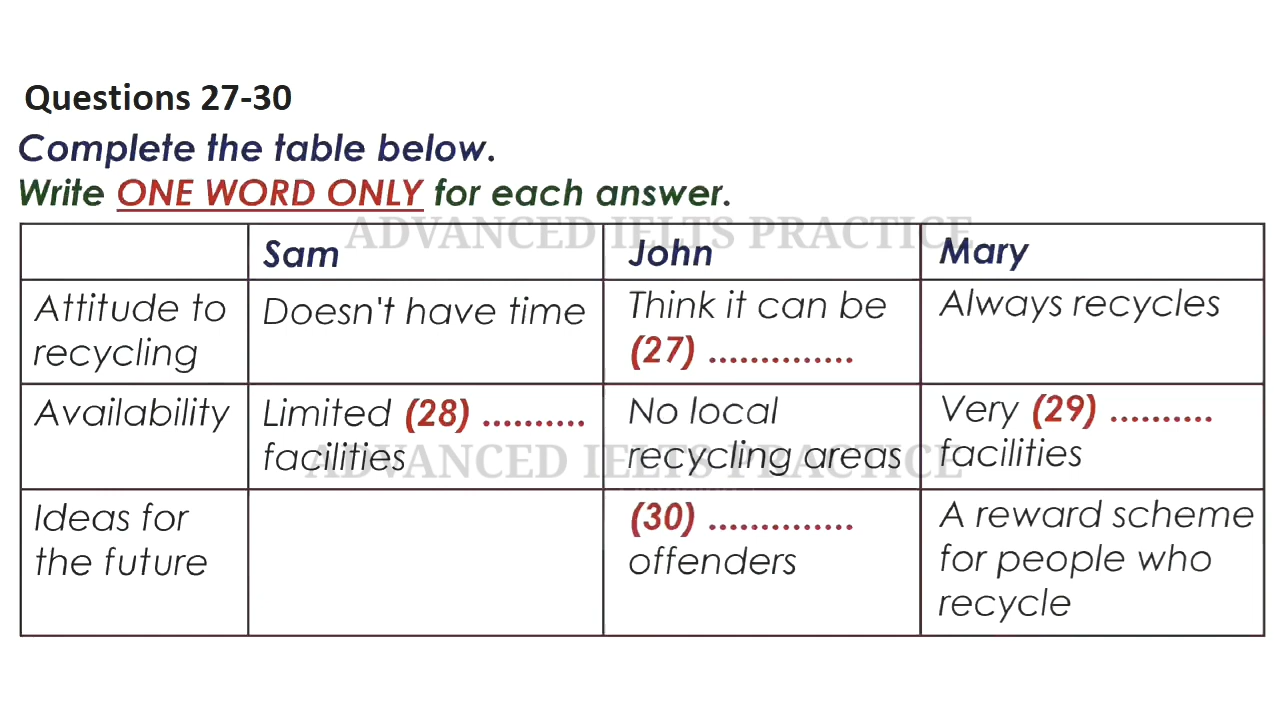 Questions 27-30
Complete the table below.
Write ONE WORD ONLY for each answer.
ADVANCED IELTS PRACTICE
Sam
John
Mary
Attitude to
recycling
Doesn't have time
Think it can be
(27) ..............
Always recycles
Availability
Limited (28) ..........
facilities
No local
recycling areas
Very (29) ..........
facilities
ADVANCED IELTS PRACTICE
Ideas for
the future
(30) ..............
offenders
A reward scheme
for people who
recycle